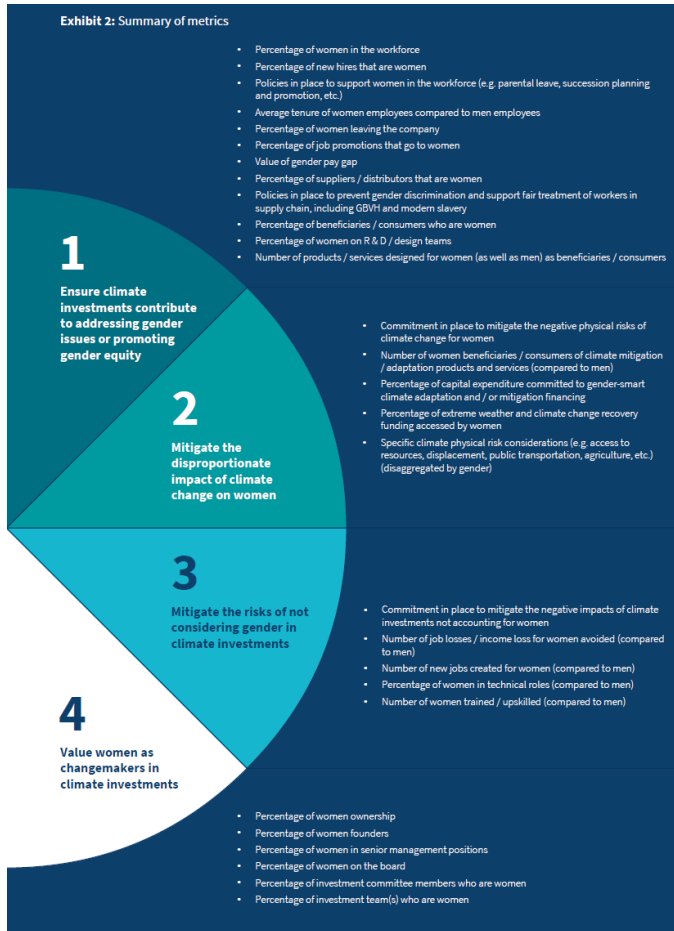 Exhibit 2: Summary of metrics
• Percentage of women in the workforce
• Percentage of new hires that are women
• Policies in place to support women in the workforce (e.g. parental leave, succession planning
and promotion, etc.)
• Average tenure of women employees compared to men employees
• Percentage of women leaving the company
• Percentage of job promotions that go to women
• Value of gender pay gap
• Percentage of suppliers / distributors that are women
• Policies in place to prevent gender discrimination and support fair treatment of workers in
supply chain, including GBVH and modern slavery
• Percentage of beneficiaries / consumers who are women
• Percentage of women on R & D / design teams
• Number of products / services designed for women (as well as men) as beneficiaries / consumers
1
Ensure climate
investments contribute
to addressing gender
issues or promoting
gender equity
• Commitment in place to mitigate the negative physical risks of
climate change for women
• Number of women beneficiaries / consumers of climate mitigation
/ adaptation products and services (compared to men)
• Percentage of capital expenditure committed to gender-smart
climate adaptation and / or mitigation financing
• Percentage of extreme weather and climate change recovery
funding accessed by women
• Specific climate physical risk considerations (e.g. access to
resources, displacement, public transportation, agriculture, etc.)
(disaggregated by gender)
2
Mitigate the
disproportionate
impact of climate
change on women
3
Mitigate the risks of not
considering gender in
climate investments
• Commitment in place to mitigate the negative impacts of climate
investments not accounting for women
• Number of job losses / income loss for women avoided (compared
to men)
• Number of new jobs created for women (compared to men)
• Percentage of women in technical roles (compared to men)
• Number of women trained / upskilled (compared to men)
4
Value women as
changemakers in
climate investments
• Percentage of women ownership
• Percentage of women founders
• Percentage of women in senior management positions
• Percentage of women on the board
• Percentage of investment committee members who are women
• Percentage of investment team(s) who are women